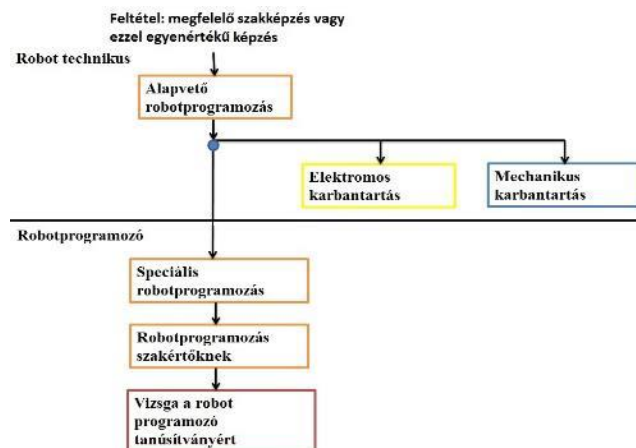 Feltétel: megfelelő szakképzés vagy
ezzel egyenértékű képzés
Robot technikus
Alapvető
robotprogramozás
Elektromos
karbantartás
Mechanikus
karbantartás
Robotprogramozó
Speciális
robotprogramozás
Robotprogramozás
szakértőknek
Vizsga a robot
programozó
tanúsítványért